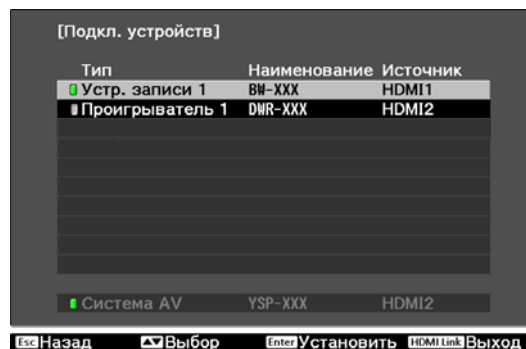 [Подкл. устройств]
Тип Наименование Источник
Устр. записи 1 BW-XXX HDMI1
Проигрыватель 1 DWR-XXX HDMI2
Система AV YSP-XXX HDMI2
Esc Назад Выбор Enter Установить HDMI Link Выход